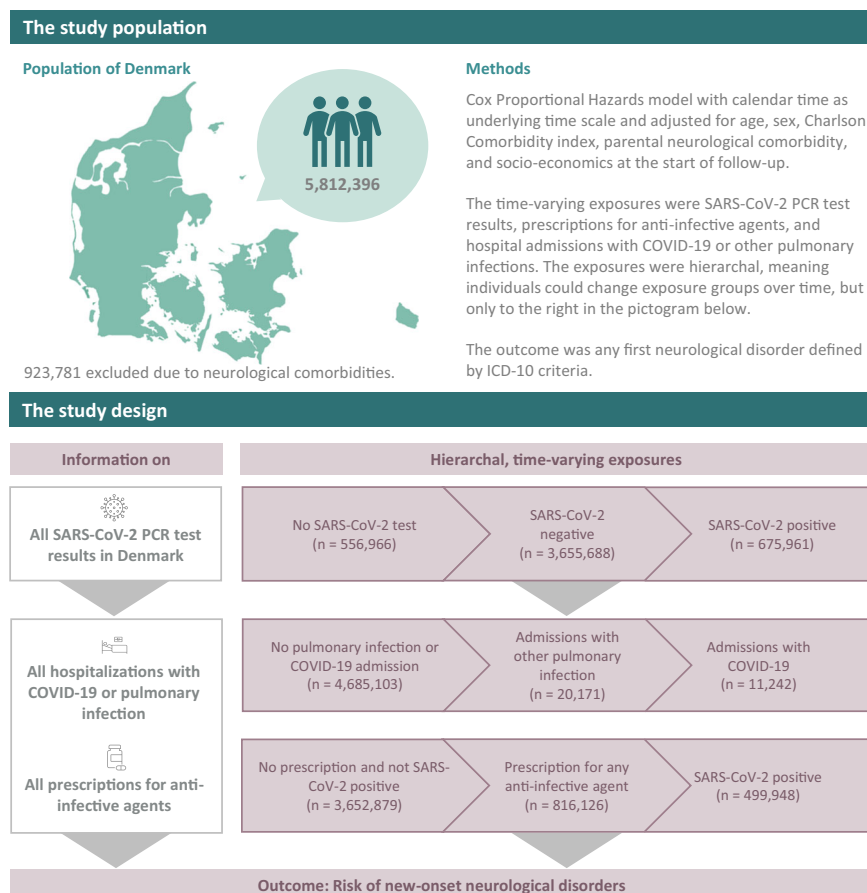 The study population
Population of Denmark
5,812,396
923,781 excluded due to neurological comorbidities.
Methods
Cox Proportional Hazards model with calendar time as
underlying time scale and adjusted for age, sex, Charlson
Comorbidity index, parental neurological comorbidity,
and socio-economics at the start of follow-up.
The time-varying exposures were SARS-CoV-2 PCR test
results, prescriptions for anti-infective agents, and
hospital admissions with COVID-19 or other pulmonary
infections. The exposures were hierarchal, meaning
individuals could change exposure groups over time, but
only to the right in the pictogram below.
The outcome was any first neurological disorder defined
by ICD-10 criteria.
The study design
Information on
Hierarchal, time-varying exposures
All SARS-CoV-2 PCR test
results in Denmark
No SARS-CoV-2 test
(n = 556,966)
SARS-CoV-2
negative
(n = 3,655,688)
SARS-CoV-2 positive
(n = 675,961)
All hospitalizations with
COVID-19 or pulmonary
infection
No pulmonary infection or
COVID-19 admission
(n = 4,685,103)
Admissions with
other pulmonary
infection
(n = 20,171)
Admissions with
COVID-19
(n = 11,242)
All prescriptions for anti-
infective agents
No prescription and not SARS-
CoV-2 positive
(n = 3,652,879)
Prescription for any
anti-infective agent
(n = 816,126)
SARS-CoV-2 positive
(n = 499,948)
Outcome: Risk of new-onset neurological disorders